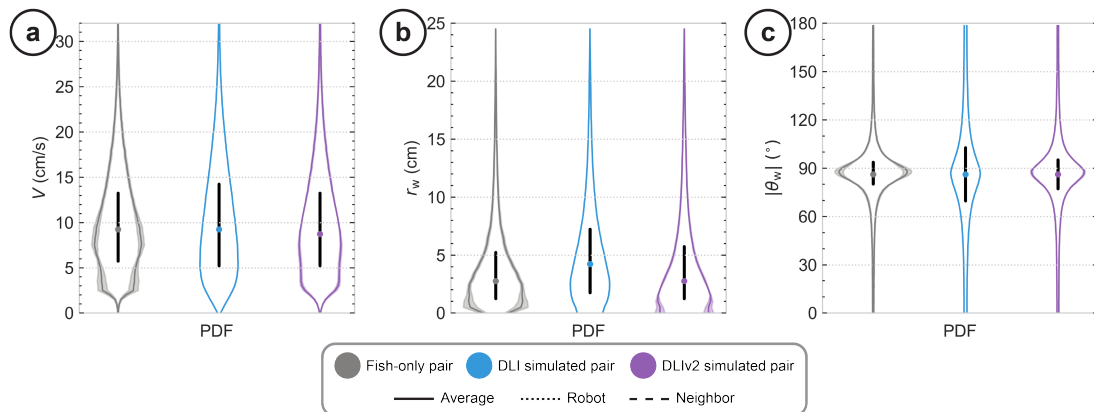 a
b
c
30
25
20
15
10
5
0
V (cm/s)
PDF
25
20
15
10
5
0
r_w (cm)
PDF
180
150
120
90
60
30
0
|θ_w| (°)
PDF
Fish-only pair
DLI simulated pair
DLIv2 simulated pair
Average
Robot
Neighbor